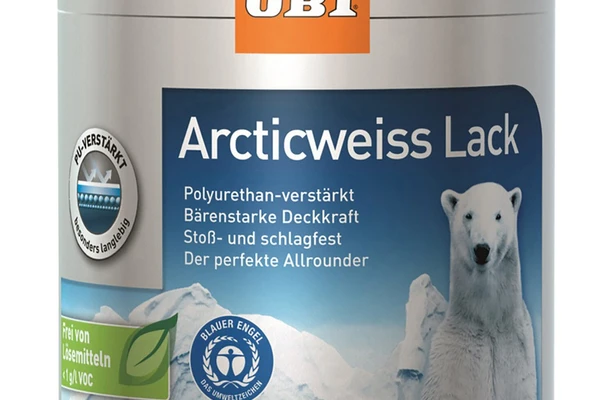 OBI
Arcticweiss Lack
Polyurethan-verstärkt
Bärenstarke Deckkraft
Stoß- und schlagfest
Der perfekte Allrounder
PU-VERSTÄRKT
besonders langlebig
Frei von
Lösemitteln
< 1 g/l VOC
BLAUER ENGEL
DAS UMWELTZEICHEN